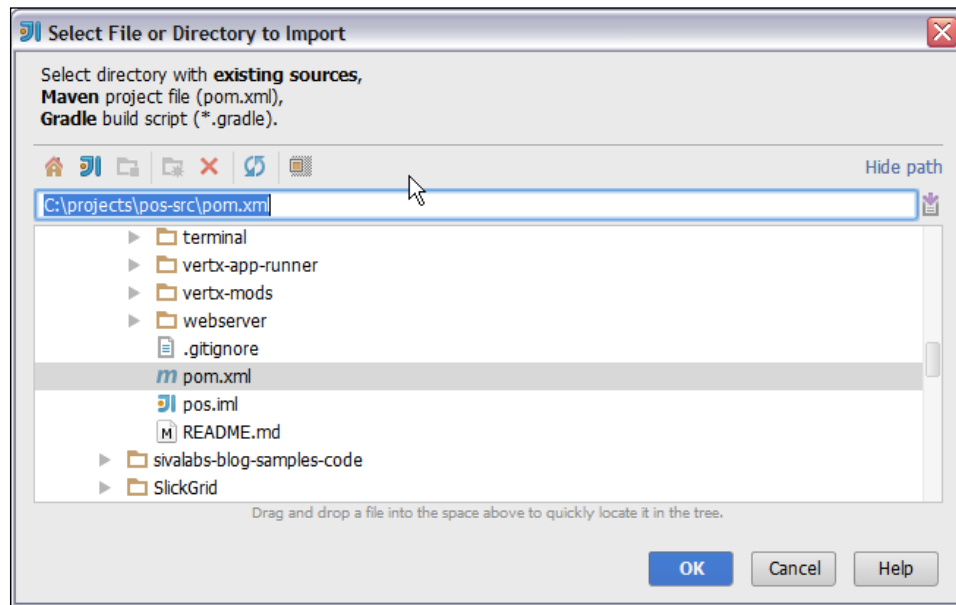 Select File or Directory to Import
Select directory with existing sources,
Maven project file (pom.xml),
Gradle build script (*.gradle).
Hide path
C:\projects\pos-src\pom.xm
terminal
vertx-app-runner
vertx-mods
webserver
.gitignore
m pom.xml
pos.iml
M README.md
sivalabs-blog-samples-code
SlickGrid
Drag and drop a file into the space above to quickly locate it in the tree.
OK Cancel Help